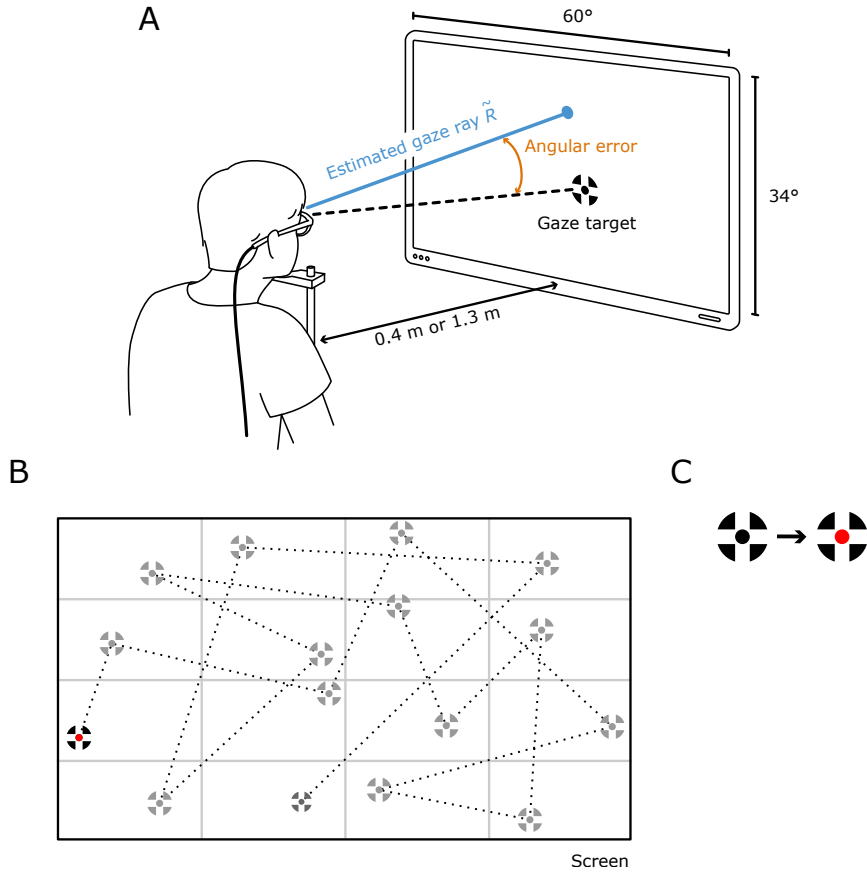 A
60°
Estimated gaze ray R̃
Angular error
34°
Gaze target
0.4 m or 1.3 m
B
C
Screen